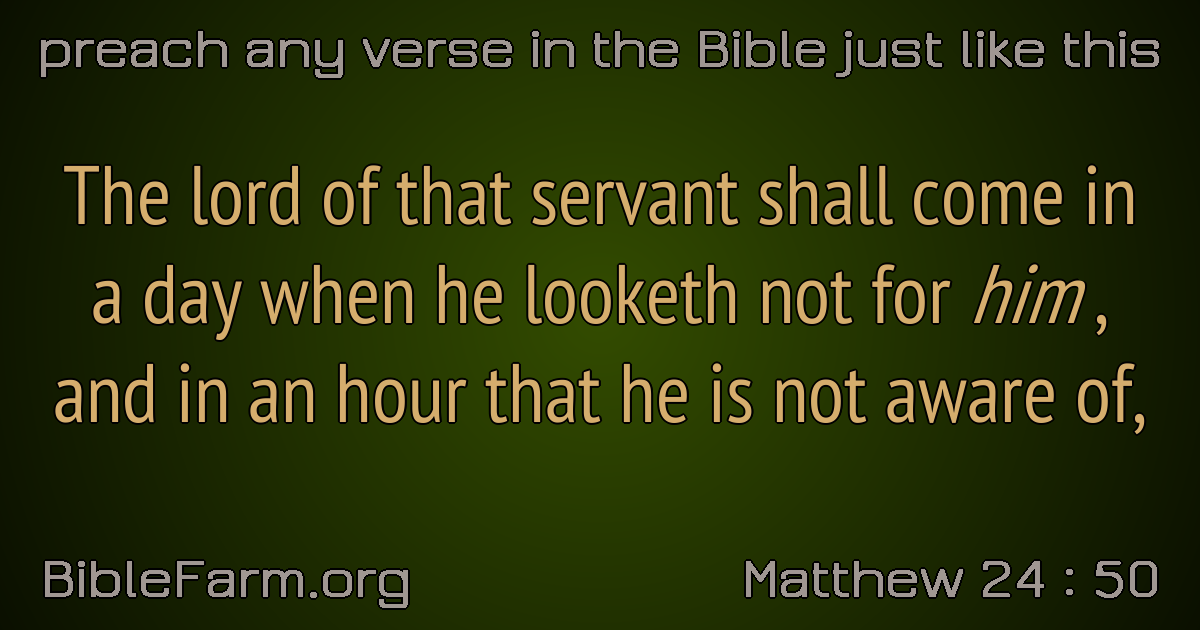 preach any verse in the Bible just like this
The lord of that servant shall come in
a day when he looketh not for him ,
and in an hour that he is not aware of,
BibleFarm.org
Matthew 24 : 50